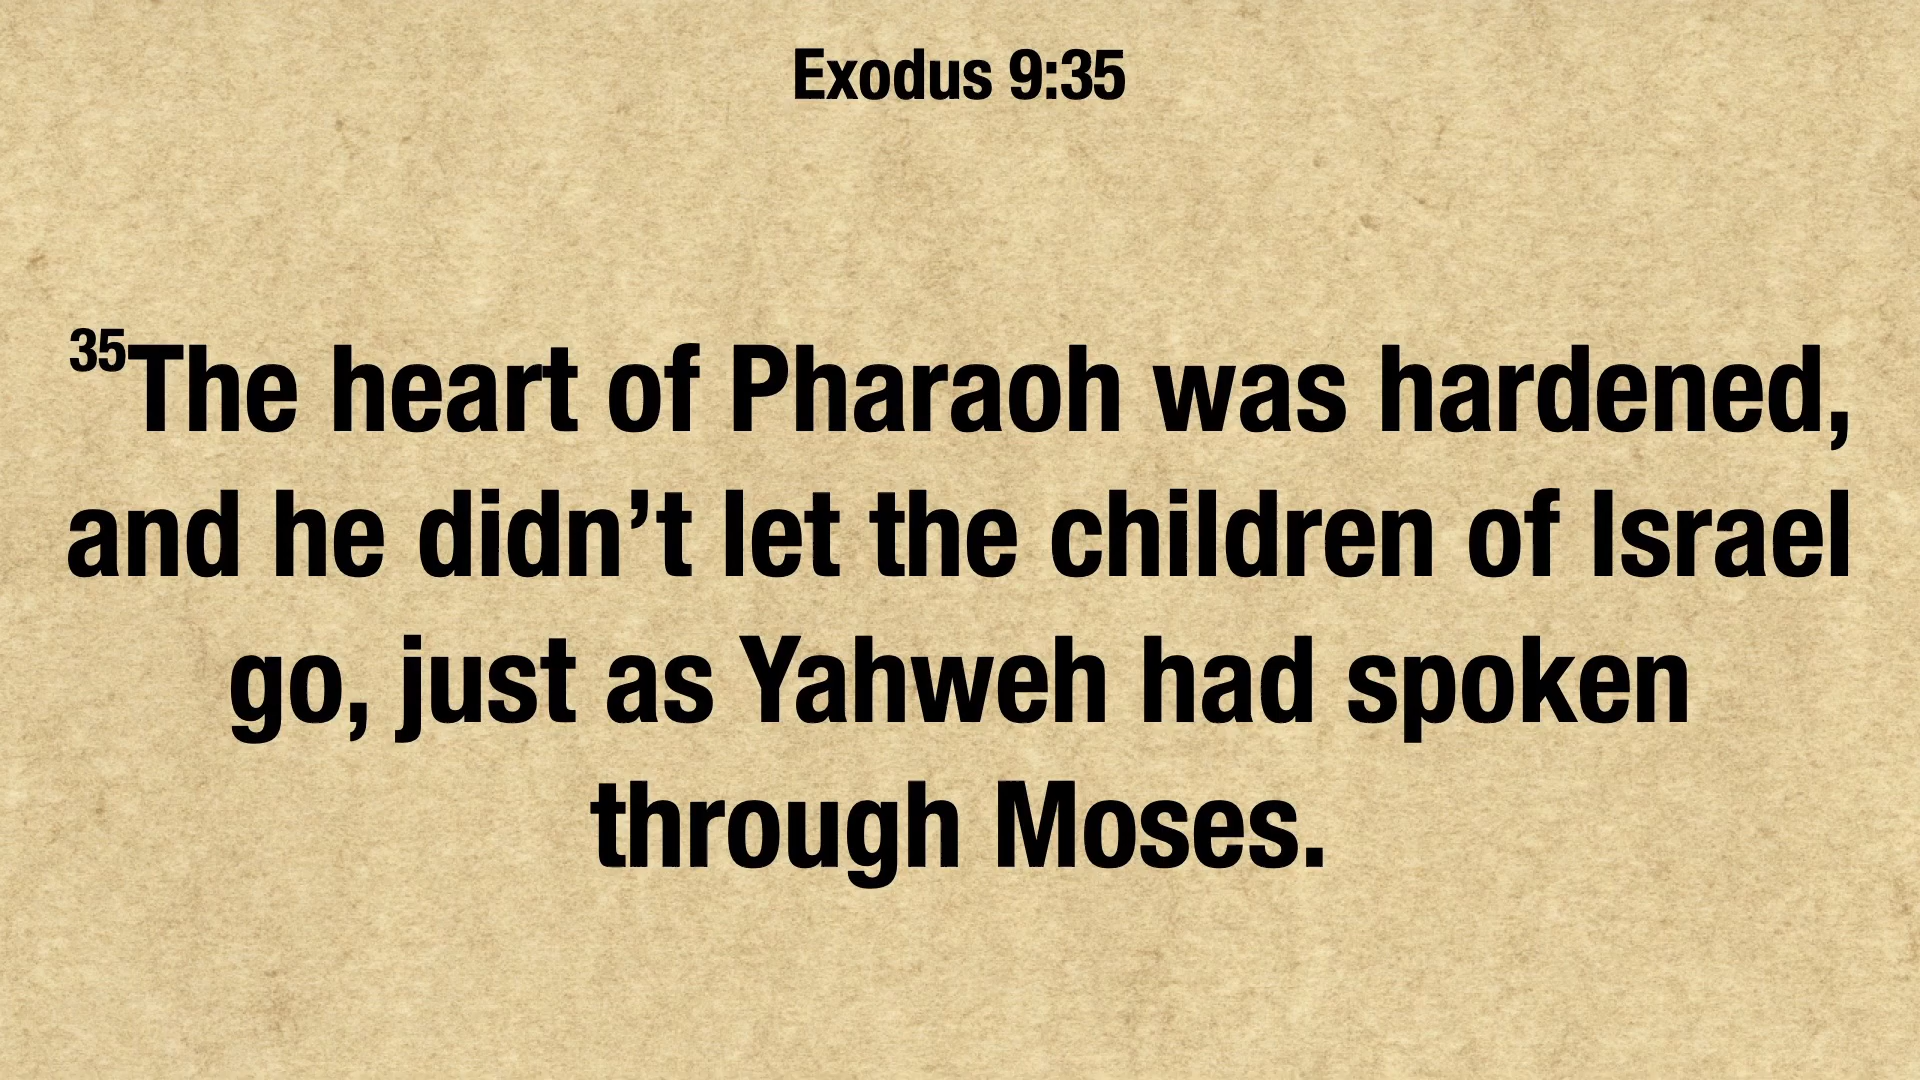 Exodus 9:35
35The heart of Pharaoh was hardened,
and he didn’t let the children of Israel
go, just as Yahweh had spoken
through Moses.